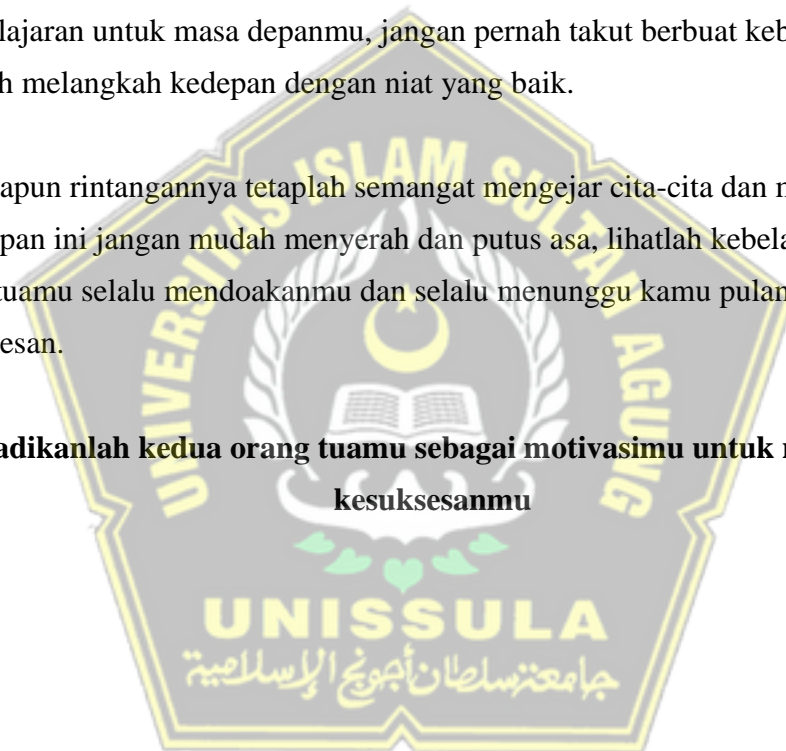 lajaran untuk masa depanmu, jangan pernah takut berbuat keb
h melangkah kedepan dengan niat yang baik.
UNIVERSITAS ISLAM SULTAN AGUNG
apun rintangannya tetaplah semangat mengejar cita-cita dan
pan ini jangan mudah menyerah dan putus asa, lihatlah kebela
tuamu selalu mendoakanmu dan selalu menunggu kamu pulan
esan.
adikanlah kedua orang tuamu sebagai motivasimu untuk
kesuksesanmu
UNISSULA
جامعة سلطان أجونج الإسلامية